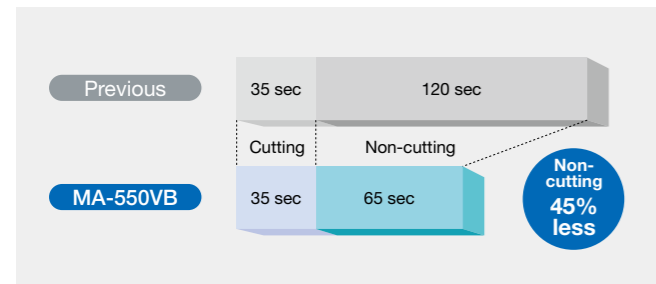 Previous
35 sec
120 sec
Cutting
Non-cutting
MA-550VB
35 sec
65 sec
Non-
cutting
45%
less